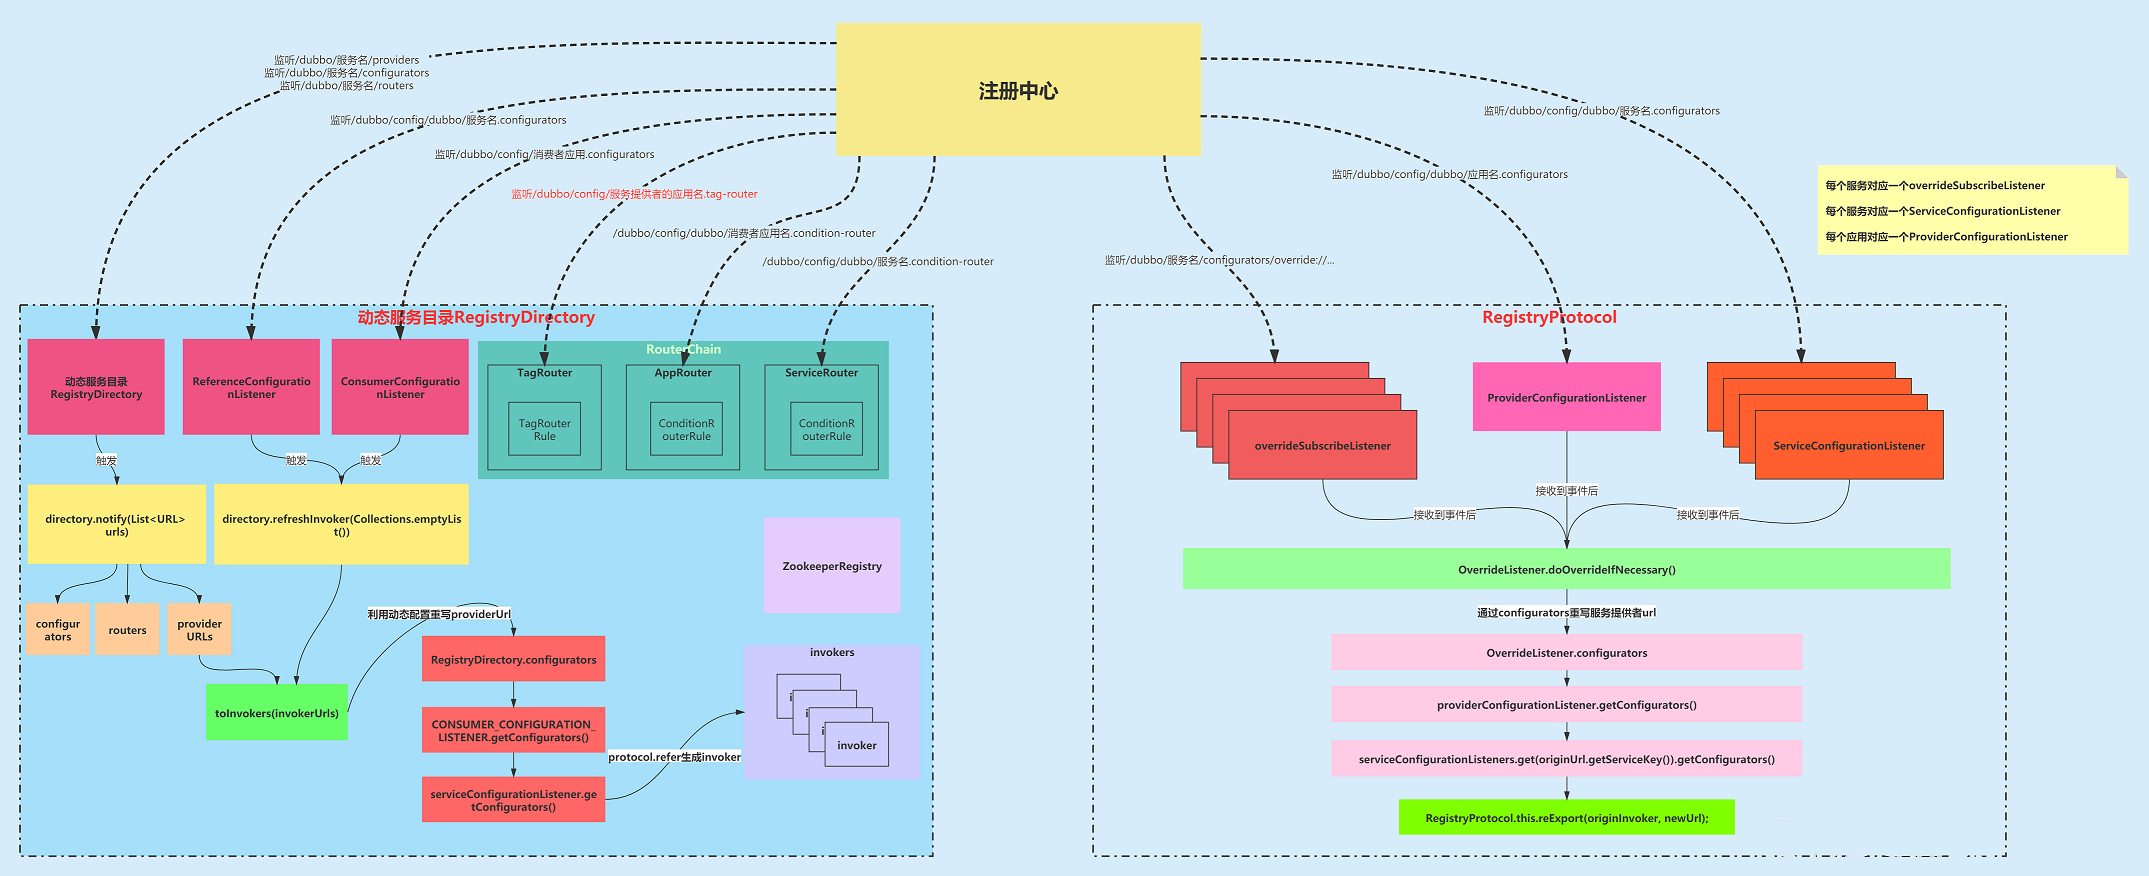 注册中心
监听/dubbo/服务名/providers
监听/dubbo/服务名/configurators
监听/dubbo/服务名/routers
监听/dubbo/config/dubbo/服务名.configurators
监听/dubbo/config/消费者应用.configurators
监听/dubbo/config/服务提供者的应用名.tag-router
/dubbo/config/dubbo/消费者应用名.condition-router
/dubbo/config/dubbo/服务名.condition-router
监听/dubbo/服务名/configurators/override://...
监听/dubbo/config/dubbo/应用名.configurators
监听/dubbo/config/dubbo/服务名.configurators
每个服务对应一个overrideSubscribeListener
每个服务对应一个ServiceConfigurationListener
每个应用对应一个ProviderConfigurationListener
动态服务目录RegistryDirectory
动态服务目录
RegistryDirectory
ReferenceConfiguratio
nListener
ConsumerConfiguratio
nListener
RouterChain
TagRouter
TagRouter
Rule
AppRouter
ConditionR
outerRule
ServiceRouter
ConditionR
outerRule
触发
触发
触发
directory.notify(List<URL>
urls)
directory.refreshInvoker(Collections.emptyLis
t())
configur
ators
routers
provider
URLs
toInvokers(invokerUrls)
利用动态配置重写providerUrl
RegistryDirectory.configurators
CONSUMER_CONFIGURATION_
LISTENER.getConfigurators()
serviceConfigurationListener.ge
tConfigurators()
protocol.refer生成invoker
ZookeeperRegistry
invokers
i
i
i
invoker
RegistryProtocol
overrideSubscribeListener
ProviderConfigurationListener
ServiceConfigurationListener
接收到事件后
接收到事件后
接收到事件后
OverrideListener.doOverrideIfNecessary()
通过configurators重写服务提供者url
OverrideListener.configurators
providerConfigurationListener.getConfigurators()
serviceConfigurationListeners.get(originUrl.getServiceKey()).getConfigurators()
RegistryProtocol.this.reExport(originInvoker, newUrl);